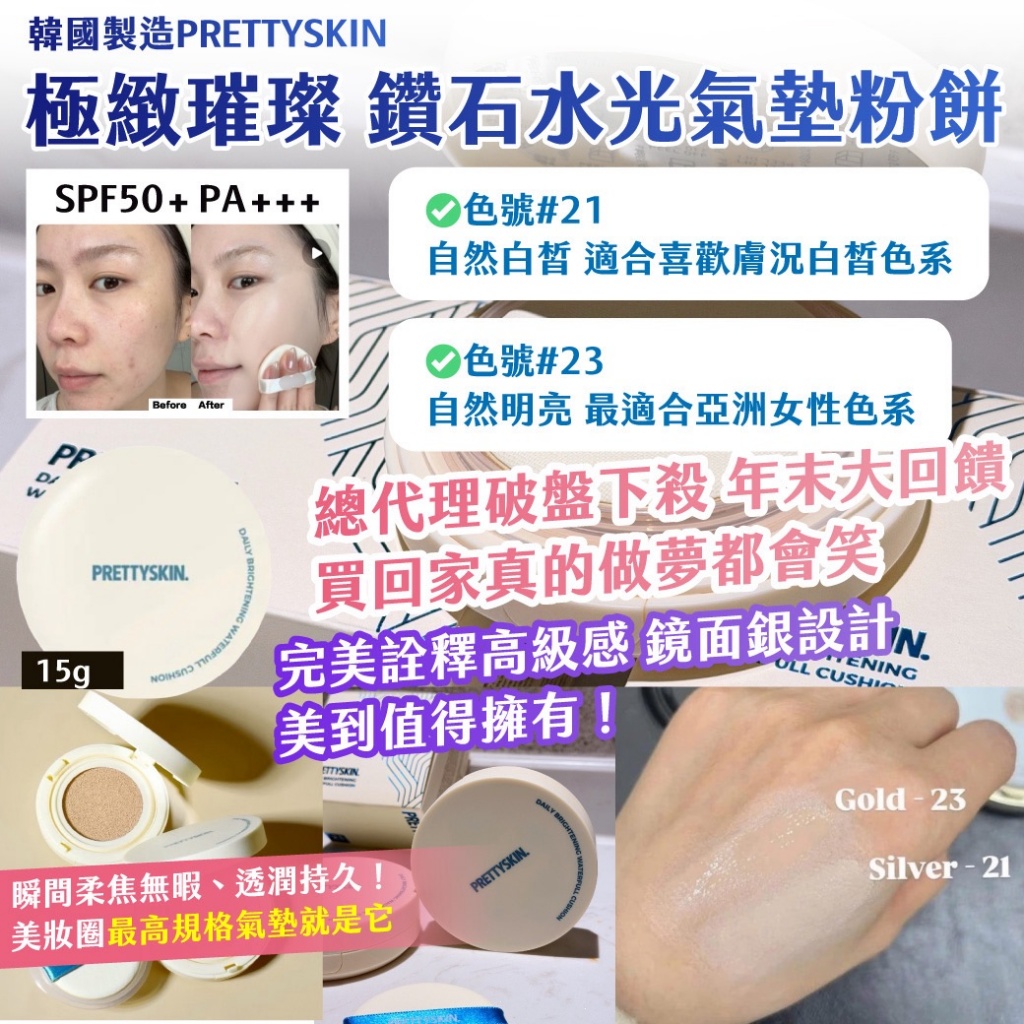 韓國製造PRETTYSKIN
極緻璀璨 鑽石水光氣墊粉餅
SPF50+ PA+++
Before After
色號#21
自然白皙 適合喜歡膚況白皙色系
色號#23
自然明亮 最適合亞洲女性色系
總代理破盤下殺 年末大回饋
買回家真的做夢都會笑
PRETTYSKIN.
DAILY BRIGHTENING WATERFULL CUSHION
15g
完美詮釋高級感 鏡面銀設計
美到值得擁有！
瞬間柔焦無暇、透潤持久！
美妝圈最高規格氣墊就是它
PRETTYSKIN.
DAILY BRIGHTENING WATERFULL CUSHION
Gold - 23
Silver - 21